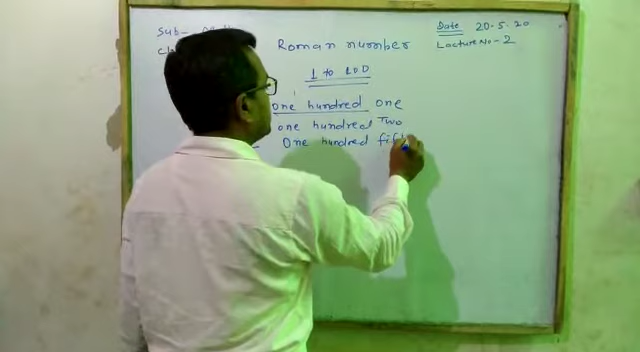 Sub-
Roman number
Date 20-5-20
Lecture No-2
1 to 100
one hundred one
one hundred Two
One hundred